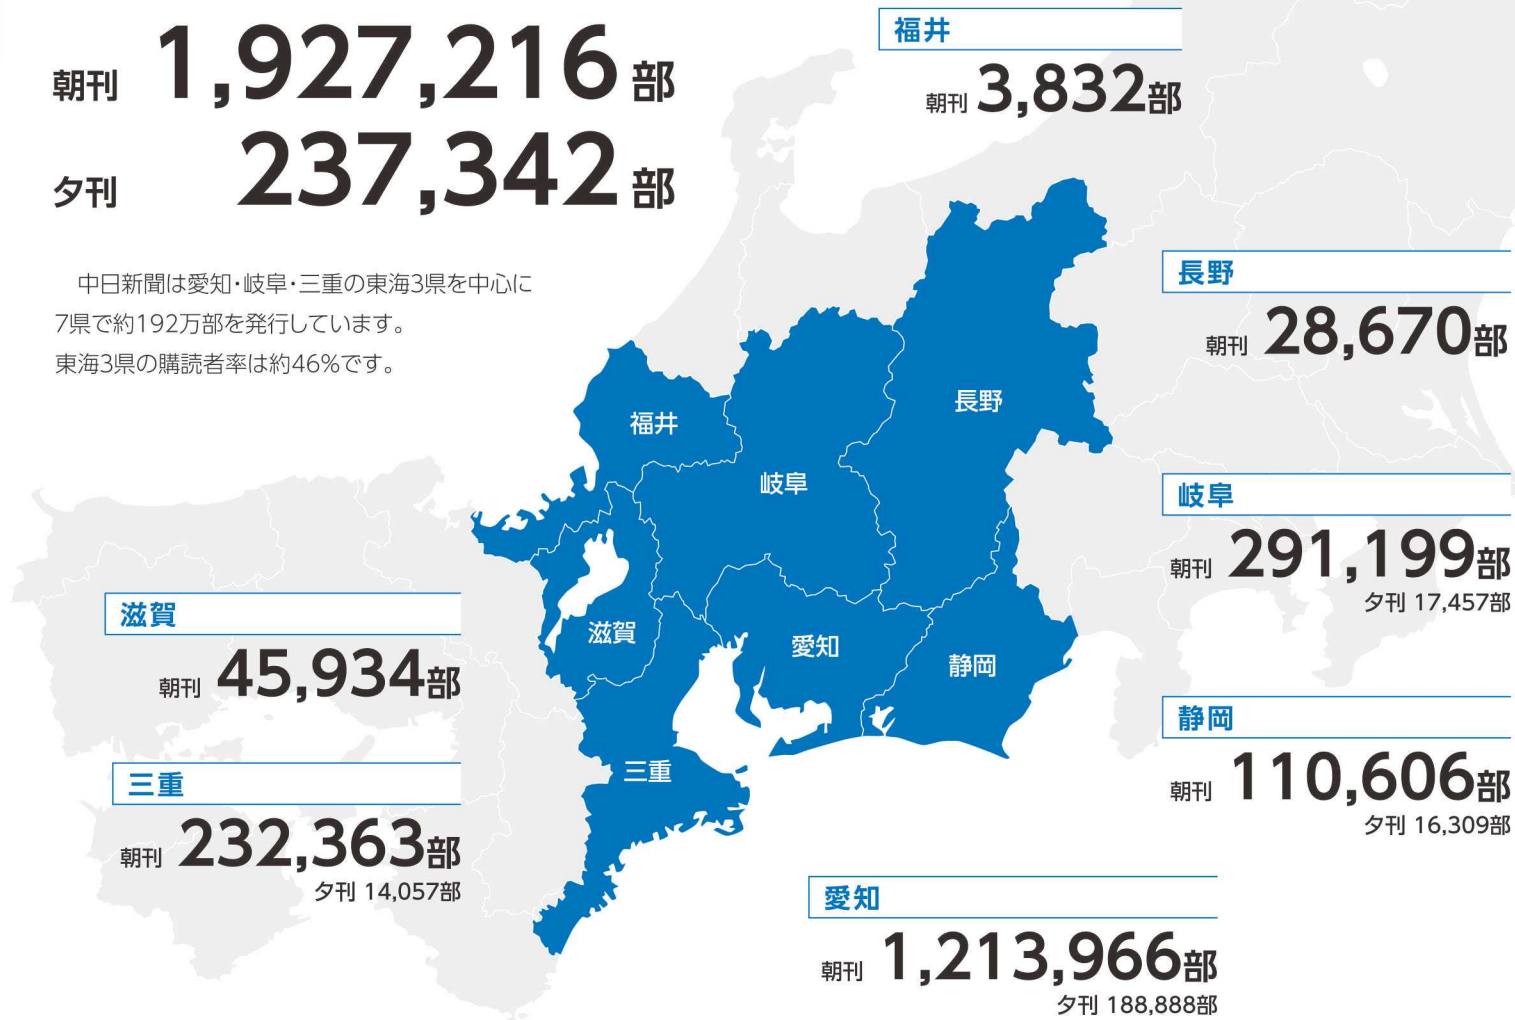 朝刊 1,927,216部
夕刊 237,342部
中日新聞は愛知・岐阜・三重の東海3県を中心に
7県で約192万部を発行しています。
東海3県の購読者率は約46%です。
福井
朝刊 3,832部
長野
朝刊 28,670部
岐阜
朝刊 291,199部
夕刊 17,457部
静岡
朝刊 110,606部
夕刊 16,309部
愛知
朝刊 1,213,966部
夕刊 188,888部
滋賀
朝刊 45,934部
三重
朝刊 232,363部
夕刊 14,057部
長野
福井
岐阜
滋賀
愛知
静岡
三重